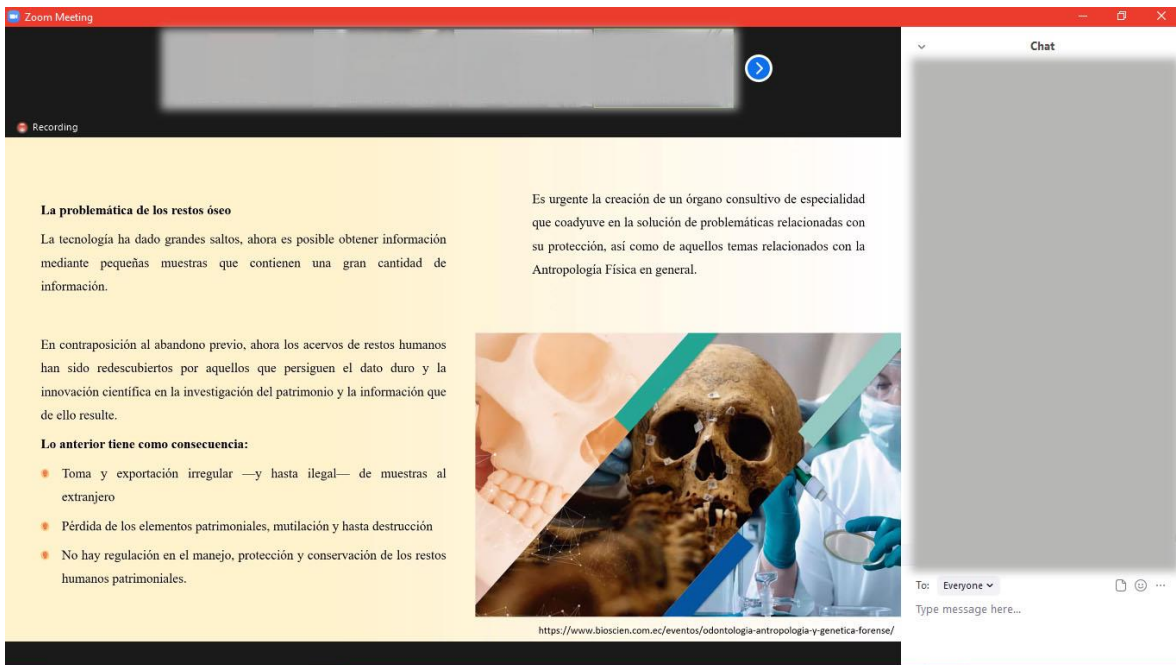 Zoom Meeting
Chat
Recording
La problemática de los restos óseo
La tecnología ha dado grandes saltos, ahora es posible obtener información
mediante pequeñas muestras que contienen una gran cantidad de
información.
En contraposición al abandono previo, ahora los acervos de restos humanos
han sido redescubiertos por aquellos que persiguen el dato duro y la
innovación científica en la investigación del patrimonio y la información que
de ello resulte.
Lo anterior tiene como consecuencia:
Toma y exportación irregular —y hasta ilegal— de muestras al
extranjero
Pérdida de los elementos patrimoniales, mutilación y hasta destrucción
No hay regulación en el manejo, protección y conservación de los restos
humanos patrimoniales.
Es urgente la creación de un órgano consultivo de especialidad
que coadyuve en la solución de problemáticas relacionadas con
su protección, así como de aquellos temas relacionados con la
Antropología Física en general.
https://www.bioscien.com.ec/eventos/odontologia-antropologia-y-genetica-forense/
To: Everyone
Type message here...